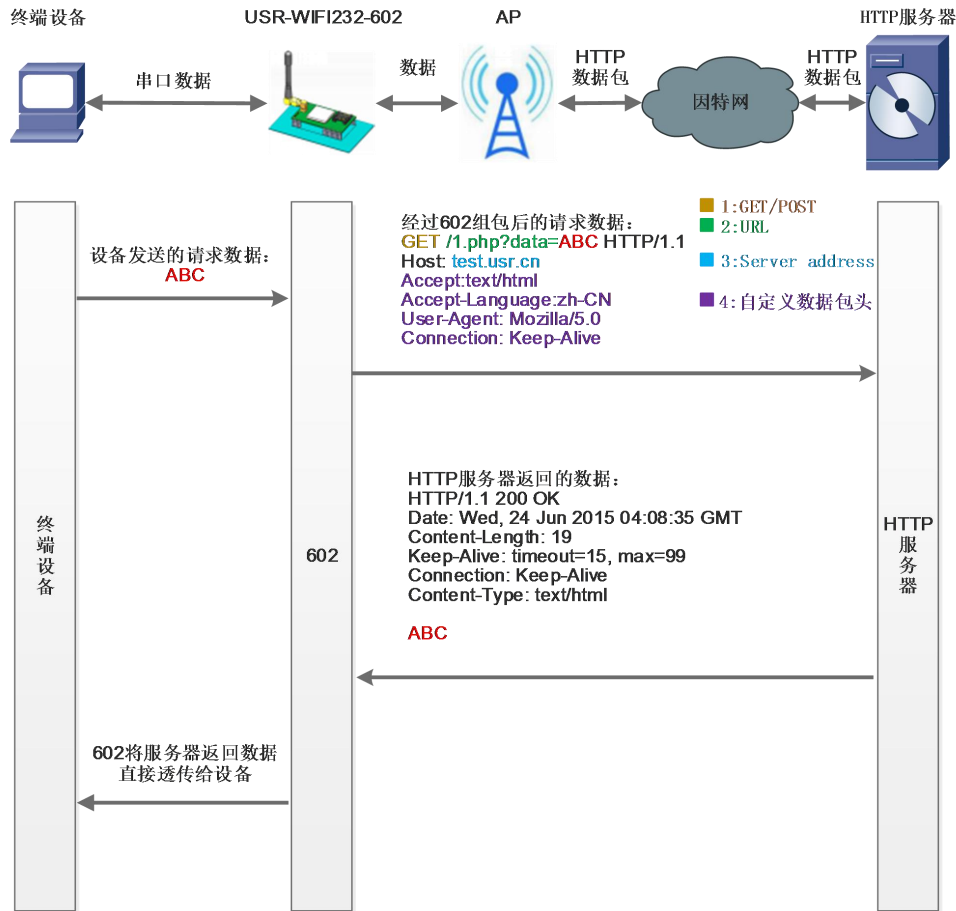 终端设备
USR-WIFI232-602
AP
HTTP服务器
串口数据
数据
HTTP
数据包
因特网
HTTP
数据包
设备发送的请求数据:
ABC
经过602组包后的请求数据:
GET /1.php?data=ABC HTTP/1.1
Host: test.usr.cn
Accept:text/html
Accept-Language:zh-CN
User-Agent: Mozilla/5.0
Connection: Keep-Alive
1:GET/POST
2:URL
3:Server address
4:自定义数据包头
HTTP服务器返回的数据:
HTTP/1.1 200 OK
Date: Wed, 24 Jun 2015 04:08:35 GMT
Content-Length: 19
Keep-Alive: timeout=15, max=99
Connection: Keep-Alive
Content-Type: text/html
ABC
终
端
设
备
602
HTTP
服
务
器
602将服务器返回数据
直接透传给设备